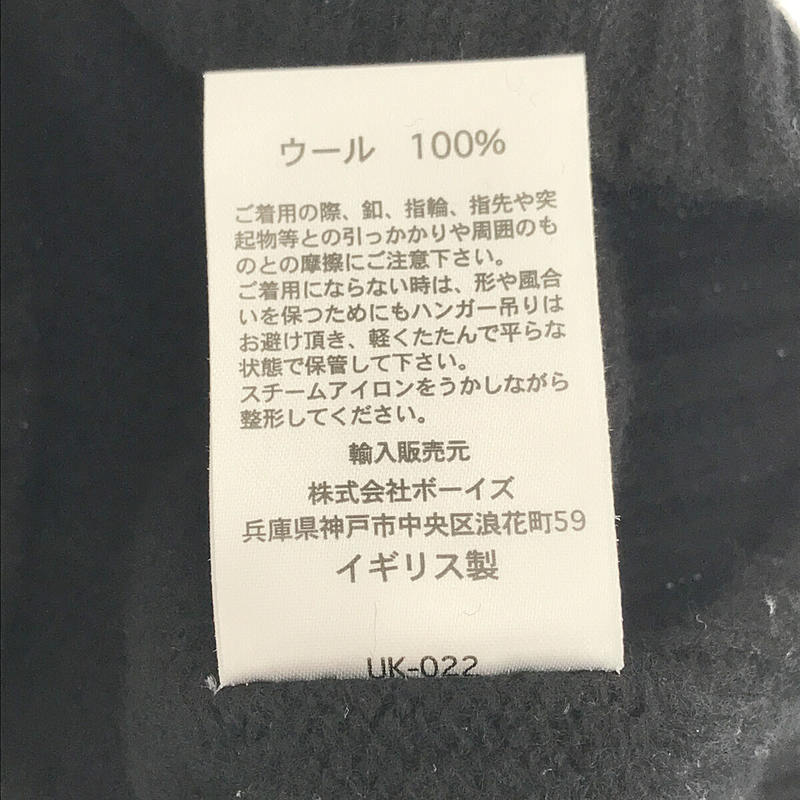 ウール 100%
ご着用の際、釦、指輪、指先や突
起物等との引っかかりや周囲のも
のとの摩擦にご注意下さい。
ご着用にならない時は、形や風合
いを保つためにもハンガー吊りは
お避け頂き、軽くたたんで平らな
状態で保管して下さい。
スチームアイロンをうかしながら
整形してください。
輸入販売元
株式会社ボーイズ
兵庫県神戸市中央区浪花町59
イギリス製
UK-022